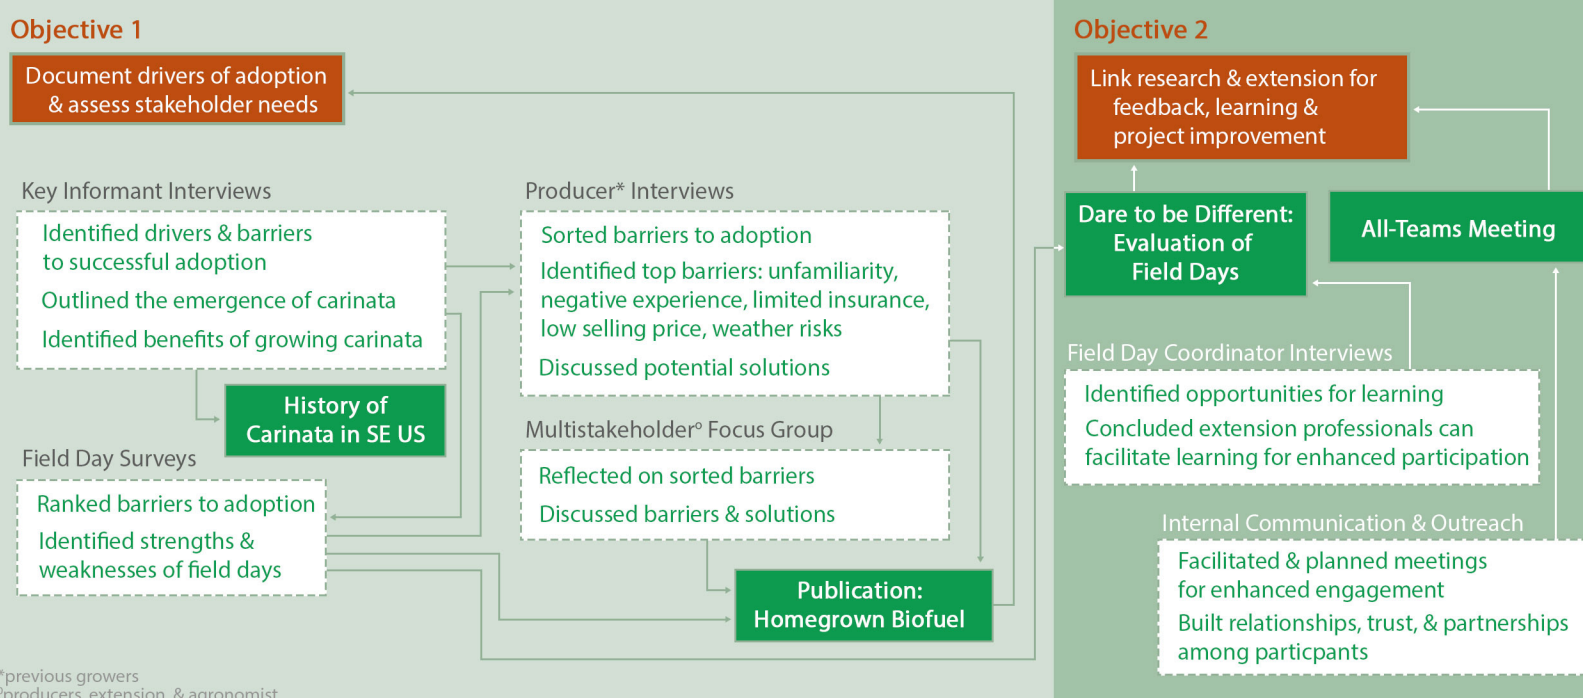 Objective 1
Document drivers of adoption
& assess stakeholder needs
Key Informant Interviews
Identified drivers & barriers
to successful adoption
Outlined the emergence of carinata
Identified benefits of growing carinata
History of
Carinata in SE US
Field Day Surveys
Ranked barriers to adoption
Identified strengths &
weaknesses of field days
Producer* Interviews
Sorted barriers to adoption
Identified top barriers: unfamiliarity,
negative experience, limited insurance,
low selling price, weather risks
Discussed potential solutions
Multistakeholder° Focus Group
Reflected on sorted barriers
Discussed barriers & solutions
Publication:
Homegrown Biofuel
*previous growers
°producers, extension, & agronomist
Objective 2
Link research & extension for
feedback, learning &
project improvement
Dare to be Different:
Evaluation of
Field Days
All-Teams Meeting
Field Day Coordinator Interviews
Identified opportunities for learning
Concluded extension professionals can
facilitate learning for enhanced participation
Internal Communication & Outreach
Facilitated & planned meetings
for enhanced engagement
Built relationships, trust, & partnerships
among particpants